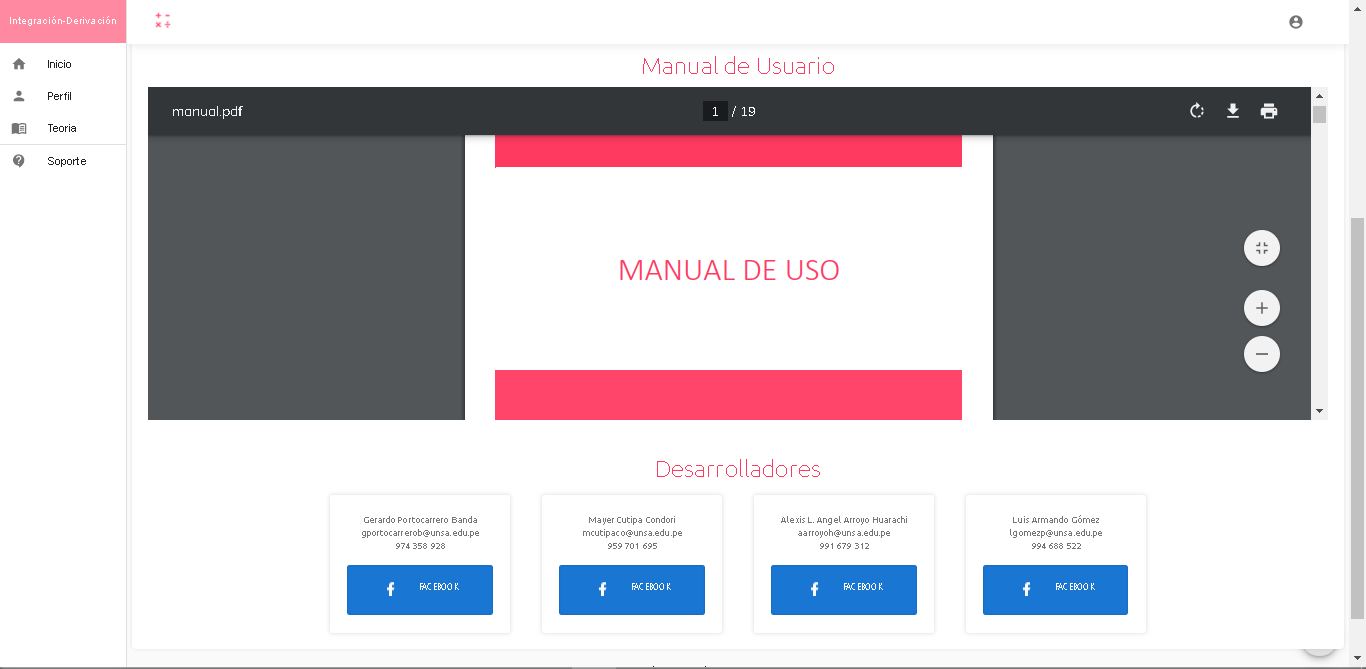 Integración-Derivación
Inicio
Perfil
Teoria
Soporte
Manual de Usuario
manual.pdf
1 / 19
MANUAL DE USO
Desarrolladores
Gerardo Portocarrero Banda
gportocarrerob@unsa.edu.pe
974 358 928
FACEBOOK
Mayer Cutipa Condori
mcutipaco@unsa.edu.pe
959 701 695
FACEBOOK
Alexis L. Angel Arroyo Huarachi
aarroyoh@unsa.edu.pe
991 679 312
FACEBOOK
Luis Armando Gómez
lgomezp@unsa.edu.pe
994 688 522
FACEBOOK